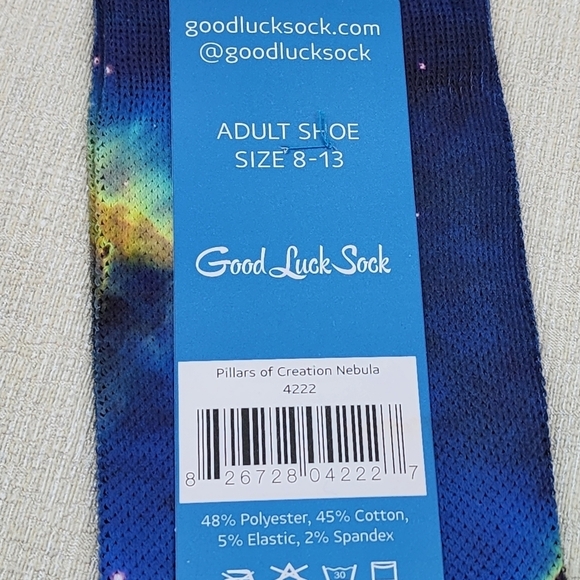 goodlucksock.com
@goodlucksock
ADULT SHOE
SIZE 8-13
Good Luck Sock
Pillars of Creation Nebula
4222
8 26728 04222 7
48% Polyester, 45% Cotton,
5% Elastic, 2% Spandex
30